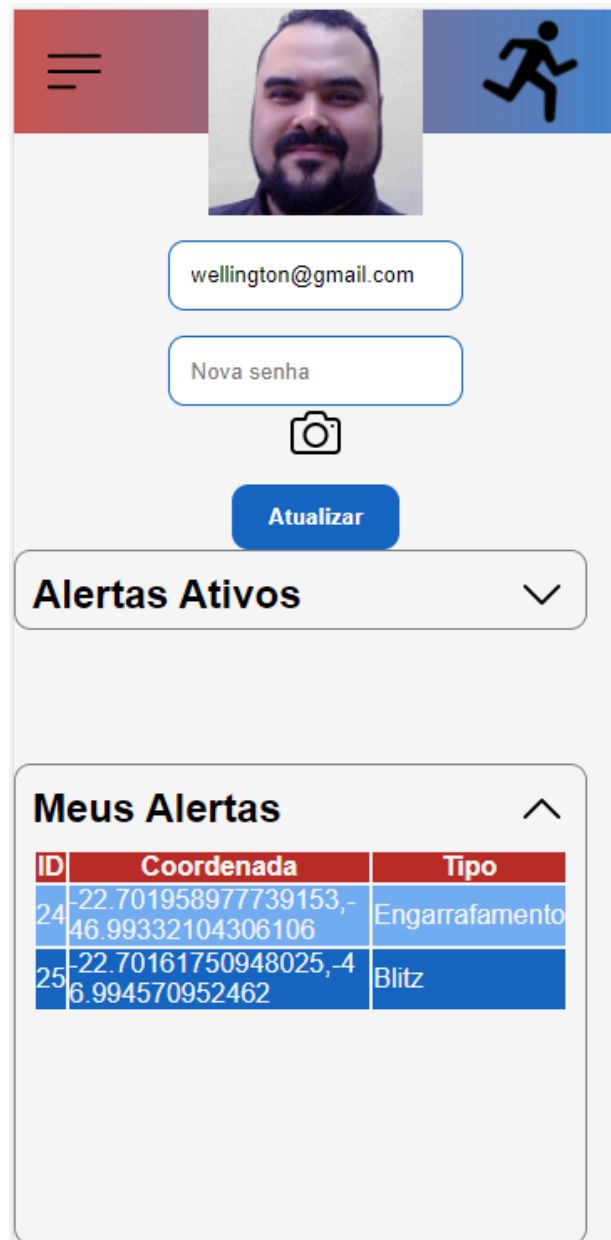 wellington@gmail.com
Nova senha
Atualizar
Alertas Ativos
Meus Alertas
ID Coordenada Tipo
24 -22.701958977739153,- Engarrafamento
46.99332104306106
25 -22.70161750948025,-4 Blitz
6.994570952462